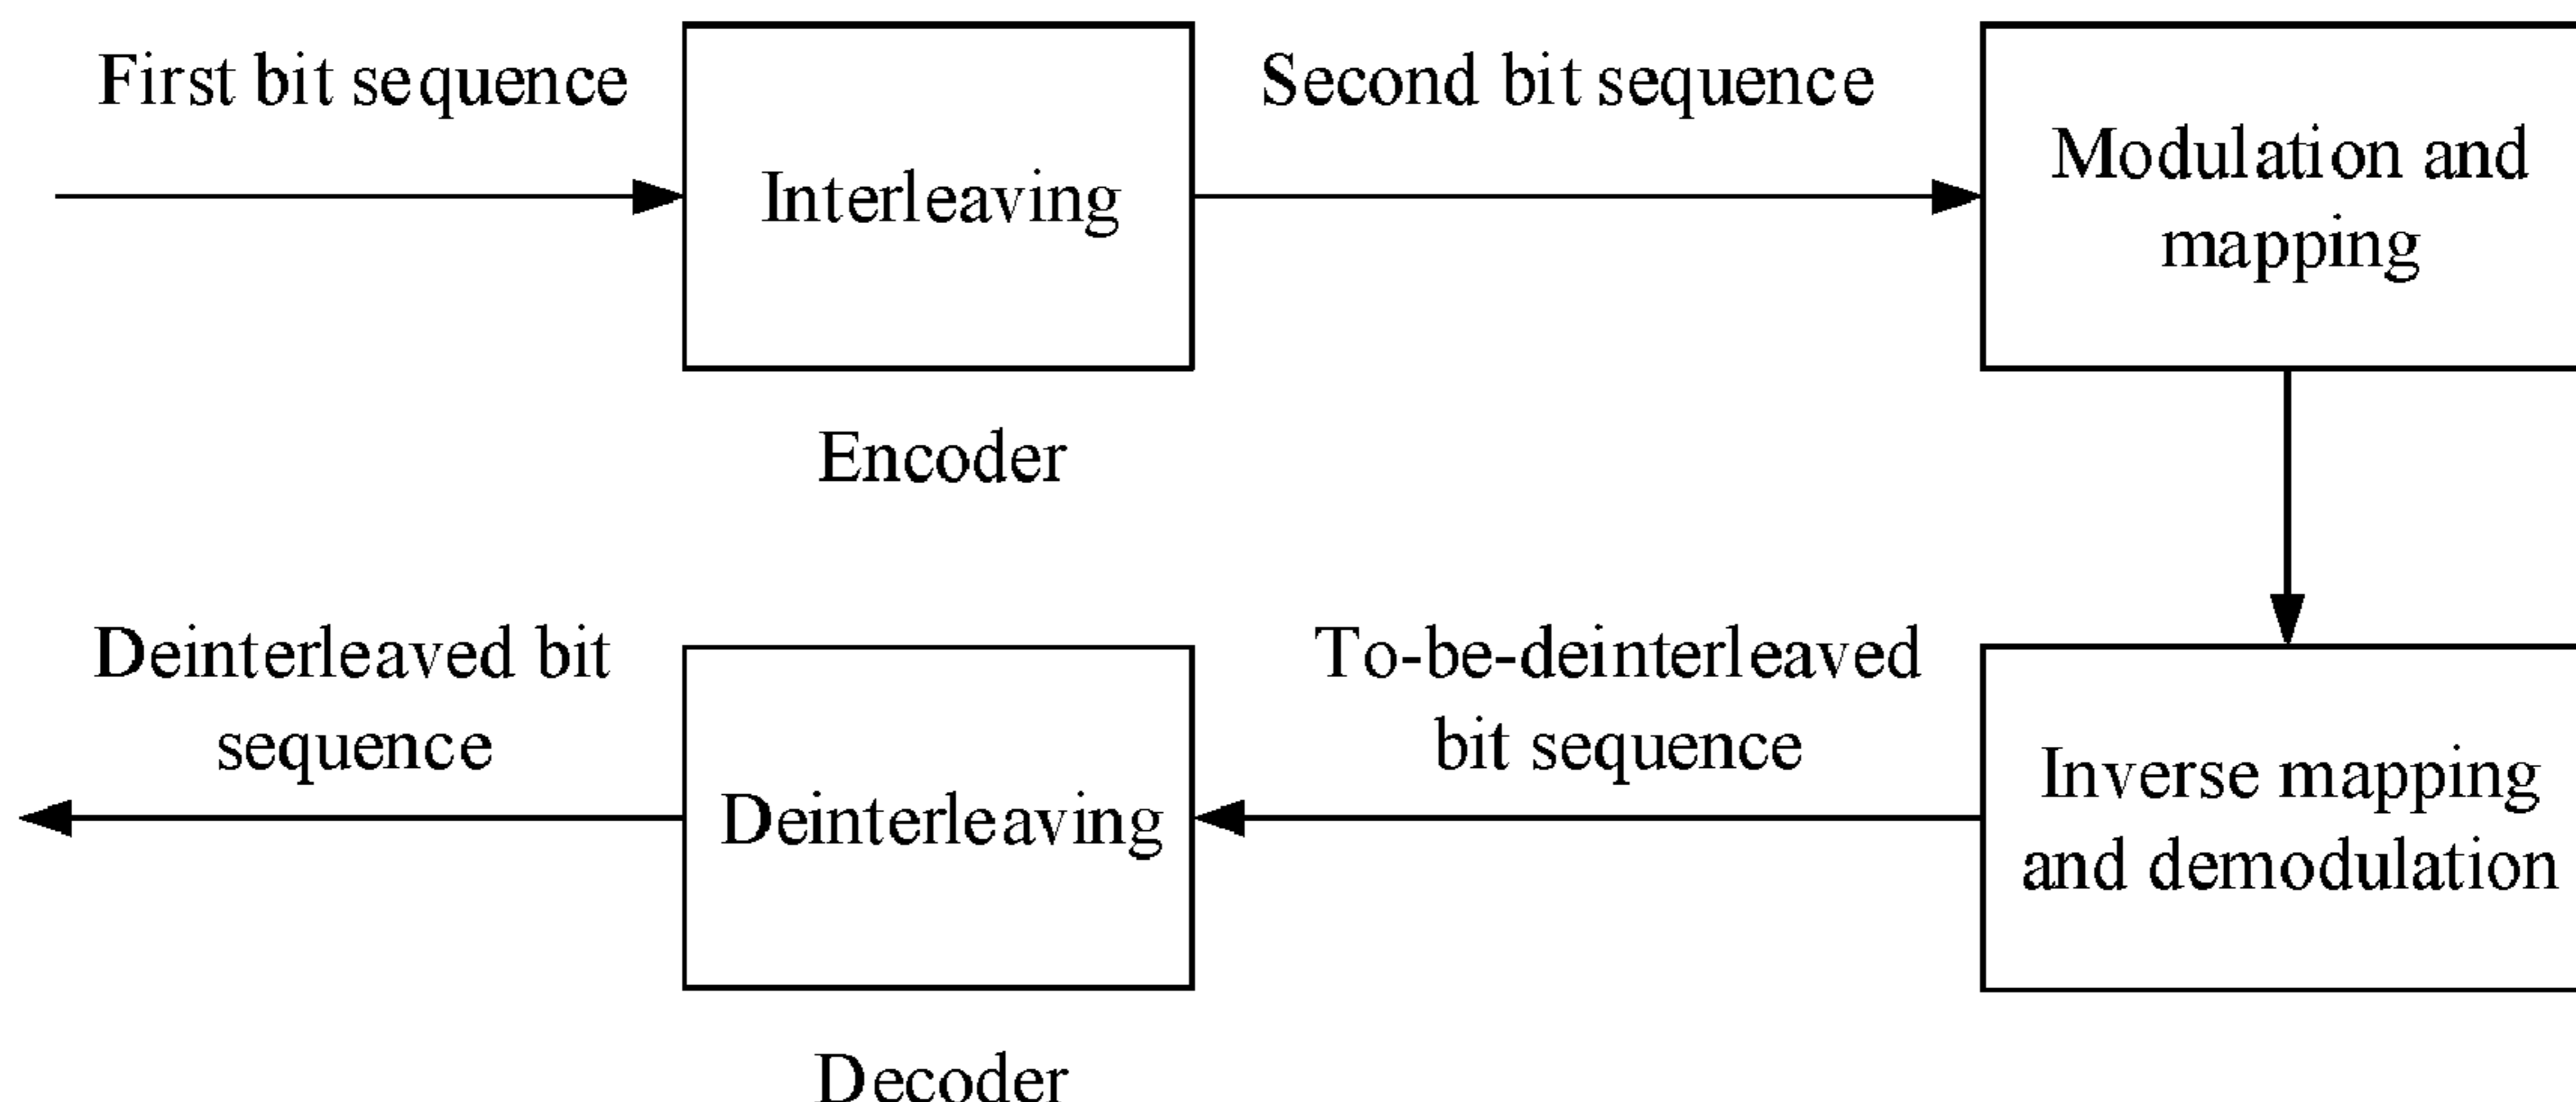 First bit sequence
Interleaving
Second bit sequence
Modulation and
mapping
Encoder
Deinterleaved bit
sequence
Deinterleaving
To-be-deinterleaved
bit sequence
Inverse mapping
and demodulation
Decoder